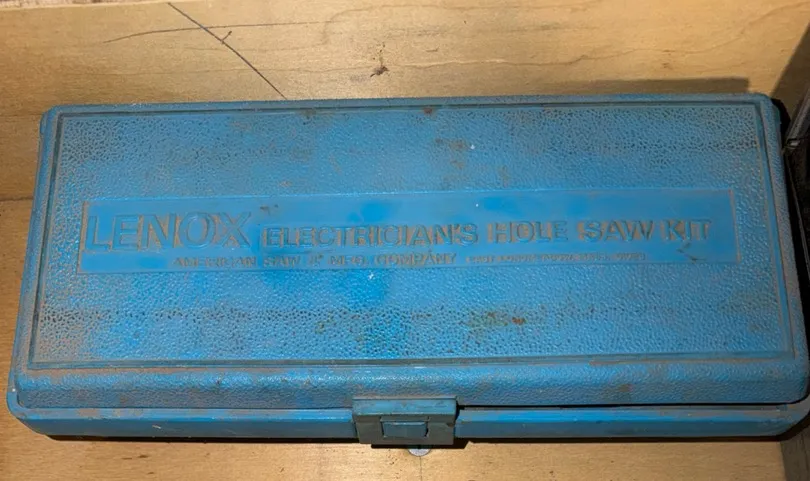 LENOX ELECTRICIAN'S HOLE SAW KIT
AMERICAN SAW & MFG. COMPANY